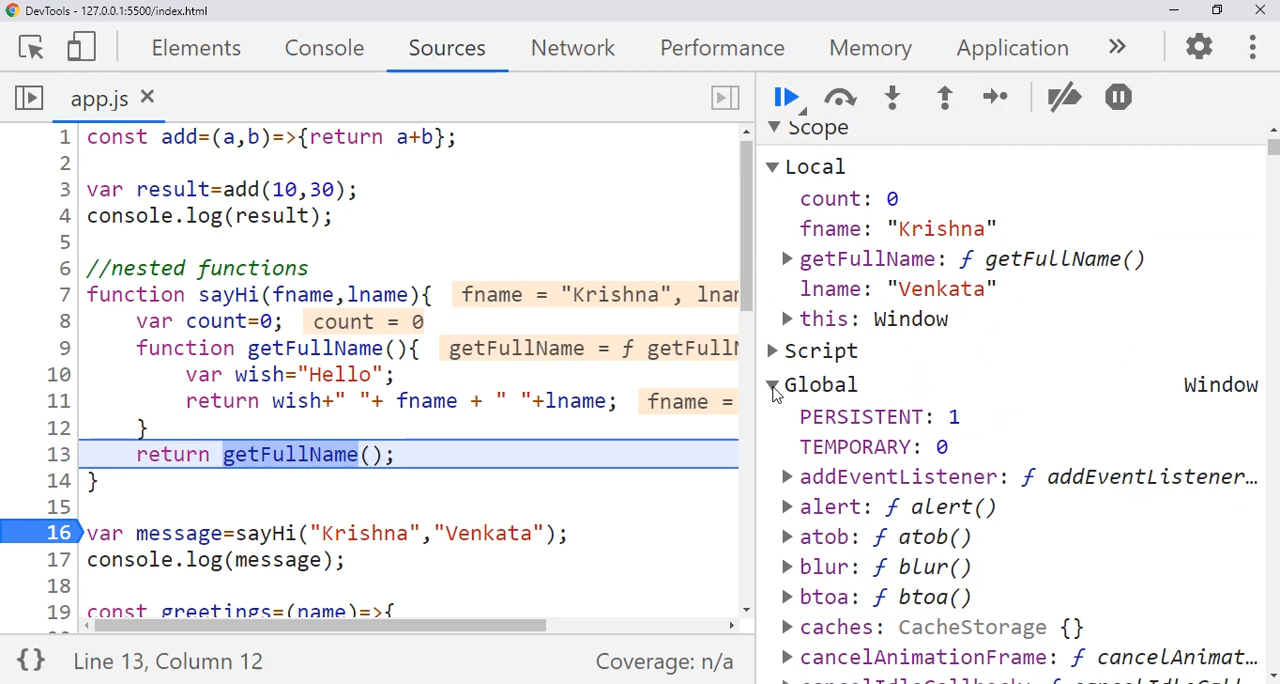 DevTools - 127.0.0.1:5500/index.html
Elements Console Sources Network Performance Memory Application »
app.js ×
1 const add=(a,b)=>{return a+b};
2
3 var result=add(10,30);
4 console.log(result);
5
6 //nested functions
7 function sayHi(fname,lname){ fname = "Krishna", lnar
8 var count=0; count = 0
9 function getFullName(){ getFullName = ƒ getFullN
10 var wish="Hello";
11 return wish+" "+ fname + " "+lname; fname =
12 }
13 return getFullName();
14 }
15
16 var message=sayHi("Krishna","Venkata");
17 console.log(message);
18
19 const greetings=(name)=>{
{} Line 13, Column 12 Coverage: n/a
Scope
Local
count: 0
fname: "Krishna"
getFullName: ƒ getFullName()
lname: "Venkata"
this: Window
Script
Global Window
PERSISTENT: 1
TEMPORARY: 0
addEventListener: ƒ addEventListener…
alert: ƒ alert()
atob: ƒ atob()
blur: ƒ blur()
btoa: ƒ btoa()
caches: CacheStorage {}
cancelAnimationFrame: ƒ cancelAnimat…